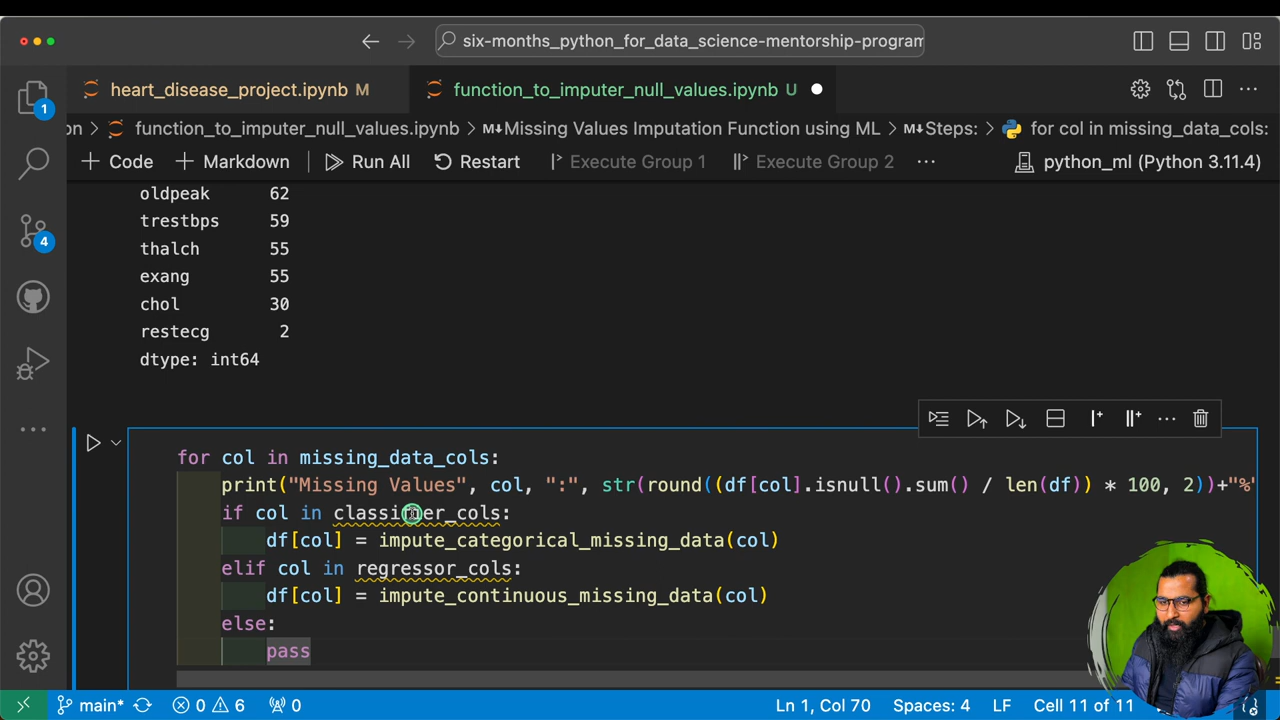 six-months_python_for_data_science-mentorship-program
heart_disease_project.ipynb M
function_to_imputer_null_values.ipynb U
on > function_to_imputer_null_values.ipynb > M↓Missing Values Imputation Function using ML > M↓Steps: > for col in missing_data_cols:
+ Code + Markdown Run All Restart Execute Group 1 Execute Group 2 ... python_ml (Python 3.11.4)
1
4
oldpeak 62
trestbps 59
thalch 55
exang 55
chol 30
restecg 2
dtype: int64
for col in missing_data_cols:
print("Missing Values", col, ":", str(round((df[col].isnull().sum() / len(df)) * 100, 2))+"%"
if col in classifier_cols:
df[col] = impute_categorical_missing_data(col)
elif col in regressor_cols:
df[col] = impute_continuous_missing_data(col)
else:
pass
main* 0 6 0 Ln 1, Col 70 Spaces: 4 LF Cell 11 of 11